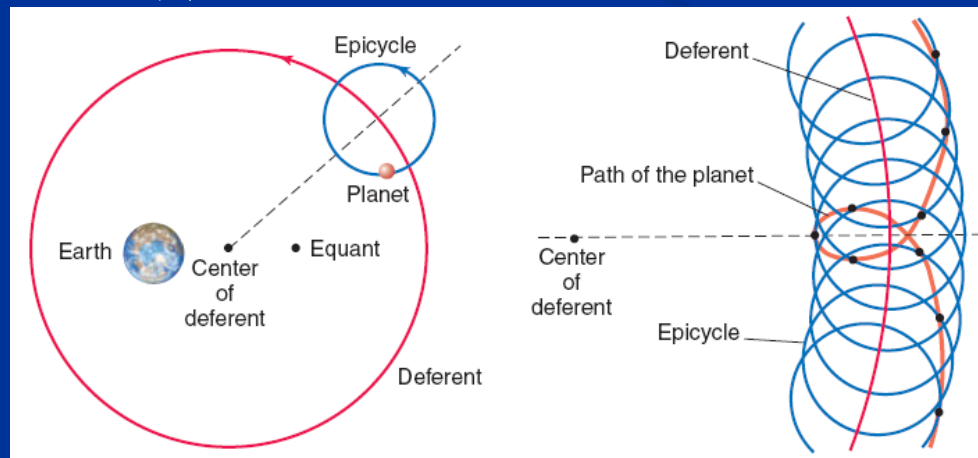 Epicycle
Planet
Earth
Center
of
deferent
Equant
Deferent
Deferent
Path of the planet
Center
of
deferent
Epicycle